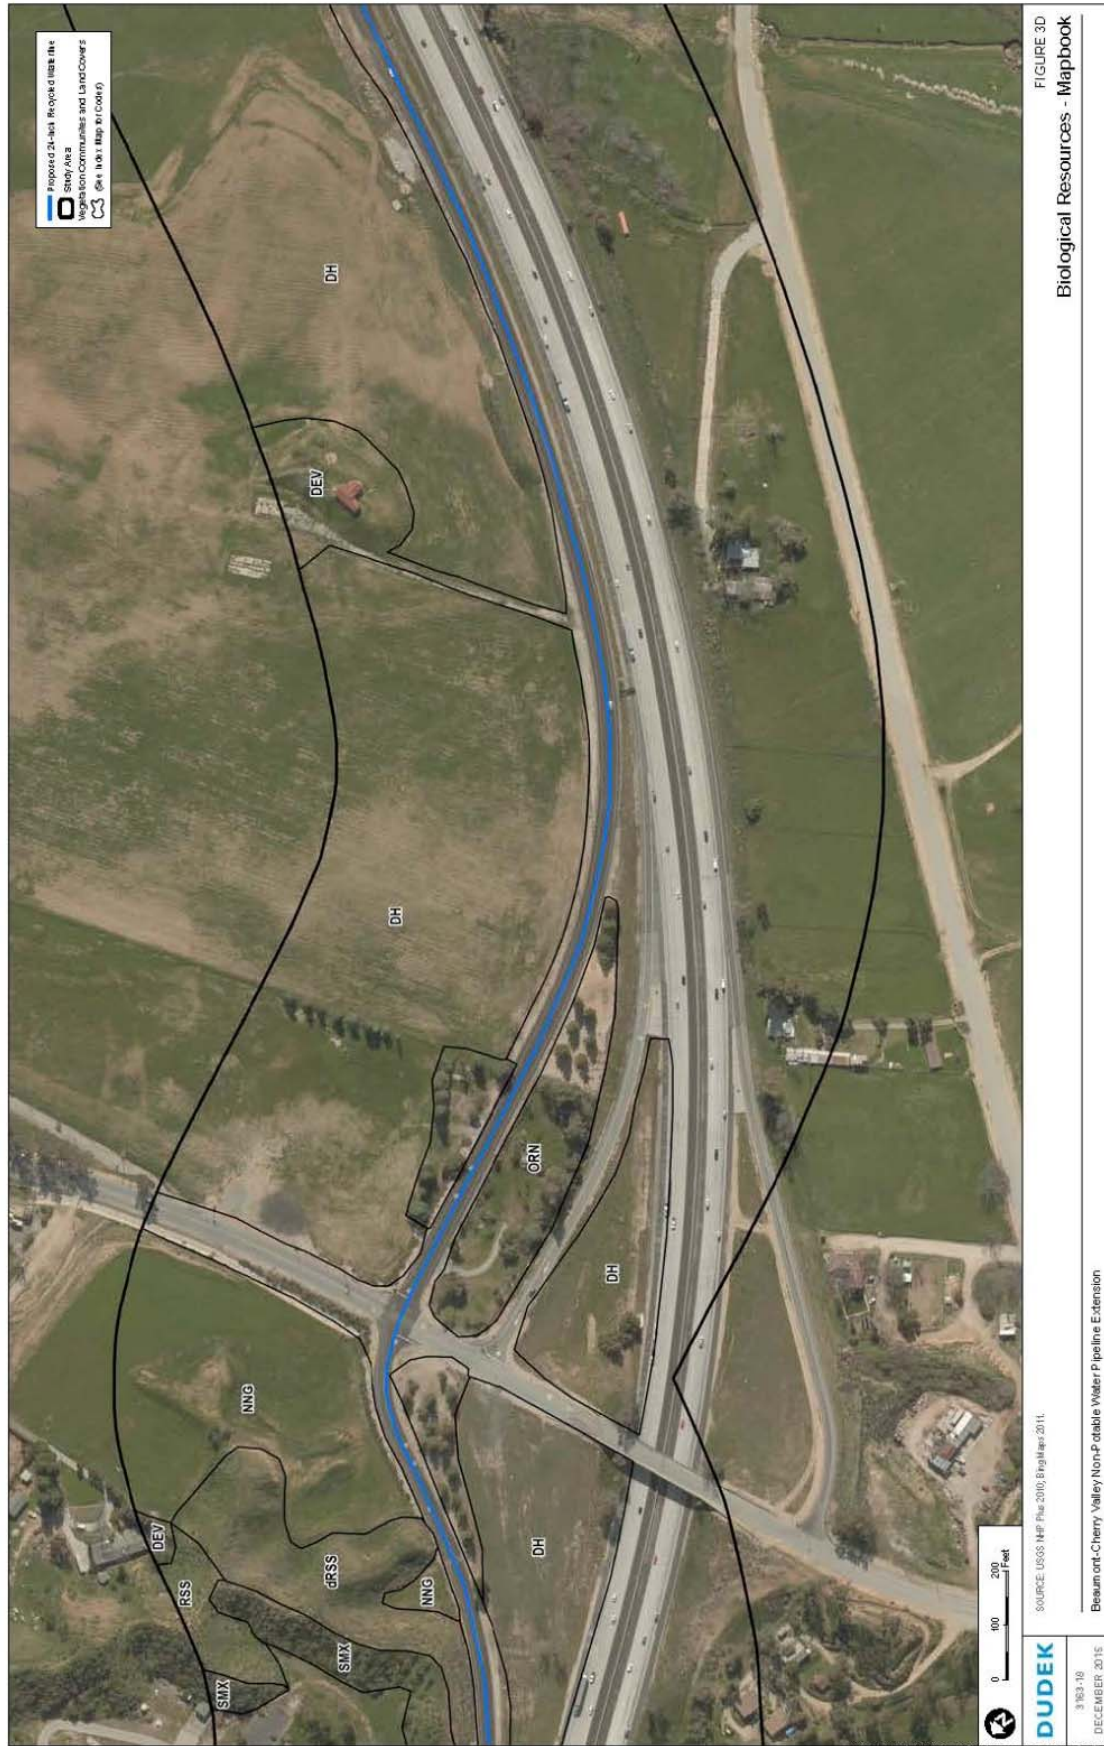 Proposed 24-inch Recycled Waterline
Study Area
Vegetation Communities and Land Covers
(See Index Map for Codes)
DH
DEV
DH
ORN
DH
NNG
DEV
RSS
dRSS
NNG
DH
SMX
SMX
0 100 200
Feet
DUDEK
3163-18
DECEMBER 2015
SOURCE: USGS NHP Plus 2010; Bing Maps 2011.
Beaumont-Cherry Valley Non-Potable Water Pipeline Extension
FIGURE 3D
Biological Resources - Mapbook